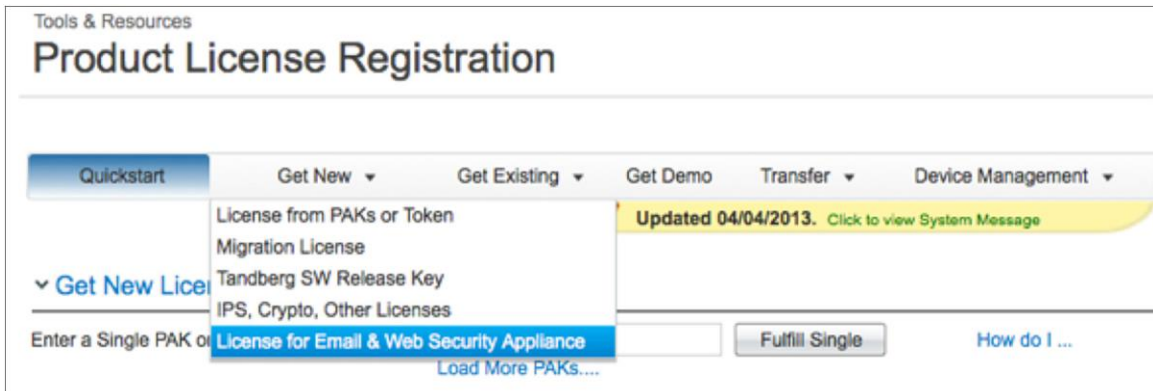 Tools & Resources
Product License Registration
Quickstart Get New Get Existing Get Demo Transfer Device Management
License from PAKs or Token
Updated 04/04/2013. Click to view System Message
Migration License
Tandberg SW Release Key
Get New Licen
IPS, Crypto, Other Licenses
Enter a Single PAK or
License for Email & Web Security Appliance
Fulfill Single
How do I ...
Load More PAKs....